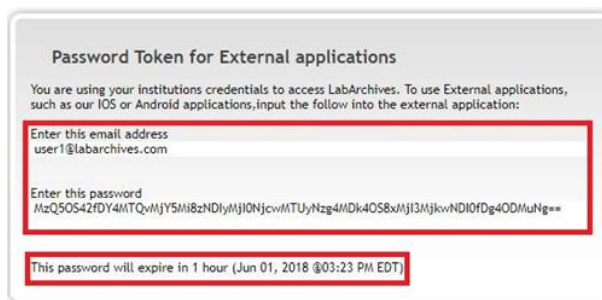 Password Token for External applications
You are using your institutions credentials to access LabArchives. To use External applications,
such as our IOS or Android applications,input the follow into the external application:
Enter this email address
user1@labarchives.com
Enter this password
MzQ5OS42fDY4MTQvMjY5Mi8zNDIyMjI0NjcwMTUyNzg4MDk4OS8xMjI3MjkwNDI0fDg4ODMuNg==
This password will expire in 1 hour (Jun 01, 2018 @03:23 PM EDT)